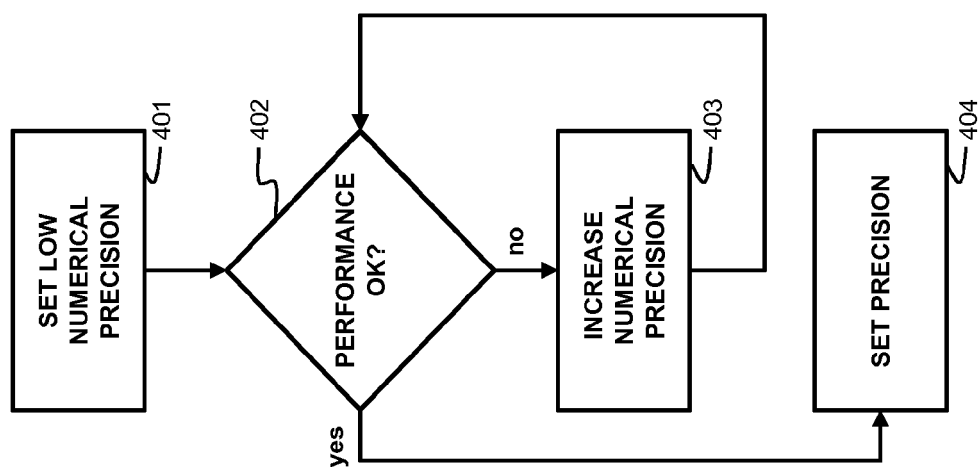 SET LOW
NUMERICAL
PRECISION
401
402
PERFORMANCE
OK?
yes
no
INCREASE
NUMERICAL
PRECISION
403
SET PRECISION
404